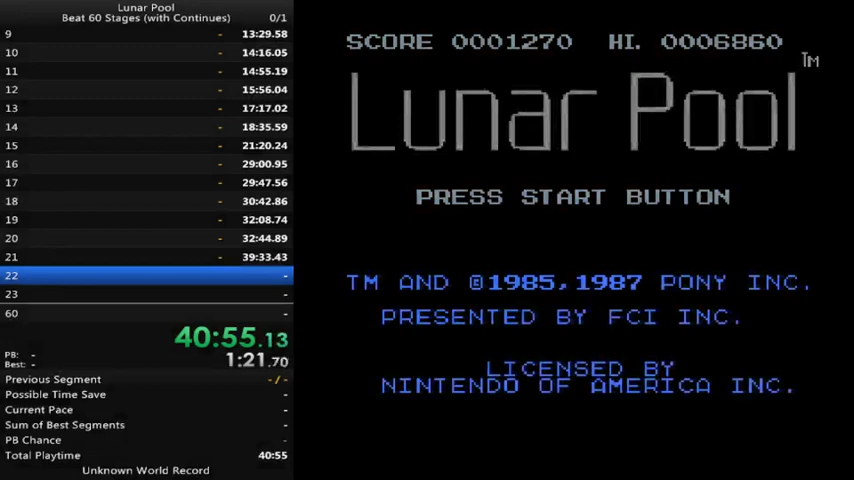 Lunar Pool
Beat 60 Stages (with Continues) 0/1
9 - 13:29.58
10 - 14:16.05
11 - 14:55.19
12 - 15:56.04
13 - 17:17.02
14 - 18:35.59
15 - 21:20.24
16 - 29:00.95
17 - 29:47.56
18 - 30:42.86
19 - 32:08.74
20 - 32:44.89
21 - 39:33.43
22 -
23 -
60 -
40:55.13
PB: -
Best: -
1:21.70
Previous Segment - / -
Possible Time Save -
Current Pace -
Sum of Best Segments -
PB Chance -
Total Playtime 40:55
Unknown World Record
SCORE 0001270 HI. 0006860
Lunar Pool TM
PRESS START BUTTON
TM AND ©1985,1987 PONY INC.
PRESENTED BY FCI INC.
LICENSED BY
NINTENDO OF AMERICA INC.